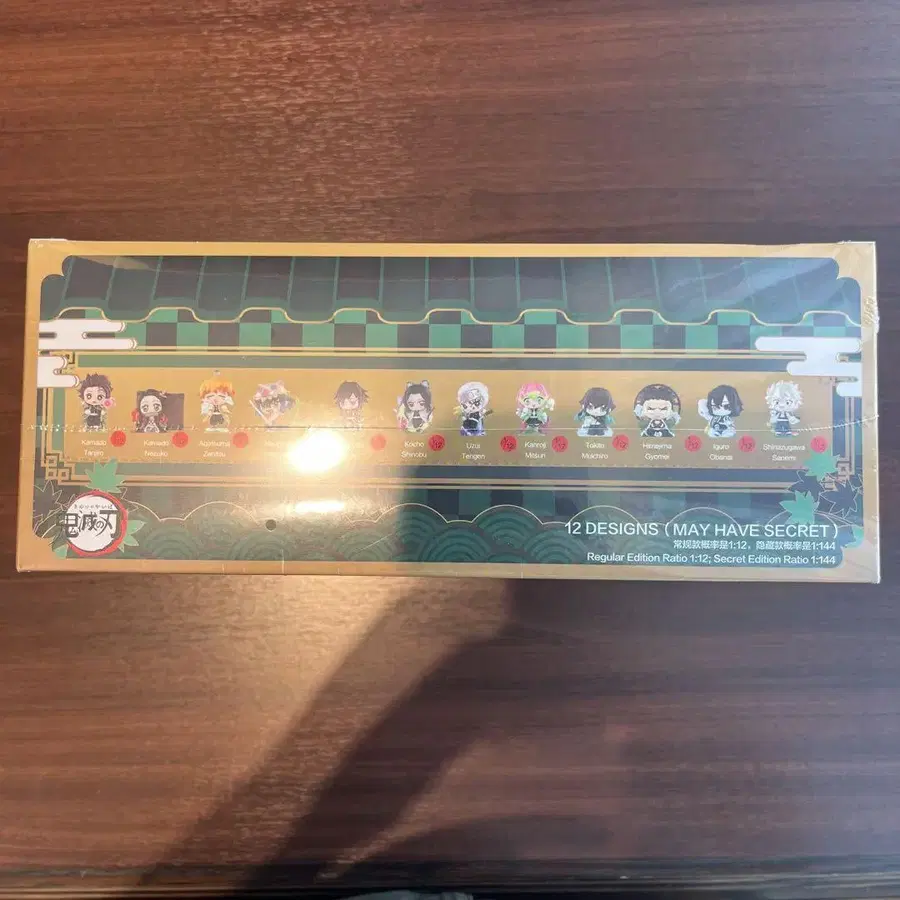 Kamado
Tanjiro
Kamado
Nezuko
Agatsuma
Zenitsu
Kocho
Shinobu
Uzui
Tengen
Kanroji
Mitsuri
Tokito
Muichiro
Himejima
Gyomei
Iguro
Obanai
Shinazugawa
Sanemi
鬼滅の刃
12 DESIGNS (MAY HAVE SECRET)
常规款概率是1:12，隐藏款概率是1:144
Regular Edition Ratio 1:12; Secret Edition Ratio 1:144